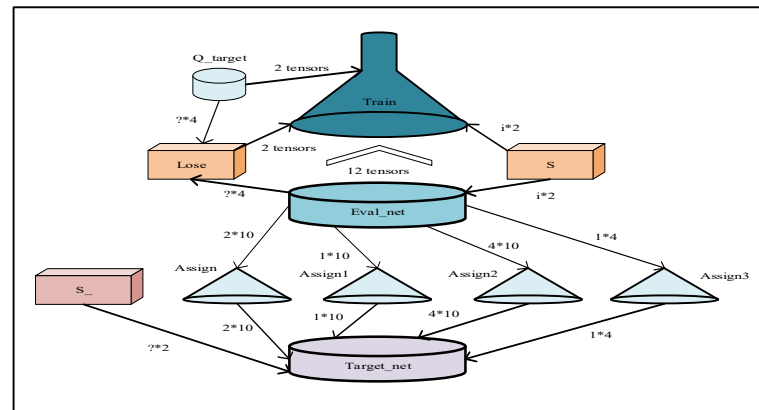 Q_target
2 tensors
Train
?*4
i*2
Lose
2 tensors
S
12 tensors
?*4
i*2
Eval_net
2*10
1*10
4*10
1*4
Assign
Assign1
Assign2
Assign3
S_
2*10
1*10
4*10
1*4
?*2
Target_net